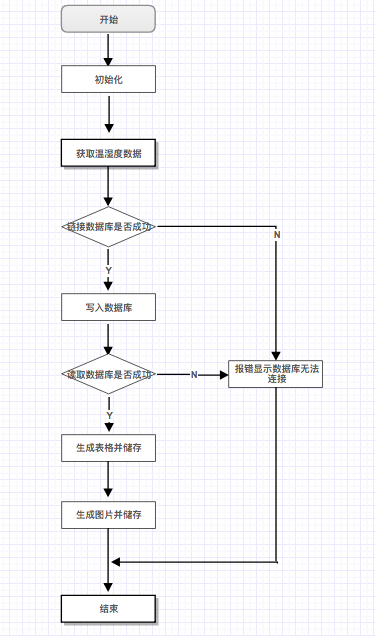 开始
初始化
获取温湿度数据
链接数据库是否成功
N
Y
写入数据库
读取数据库是否成功
N
报错显示数据库无法
连接
Y
生成表格并储存
生成图片并储存
结束